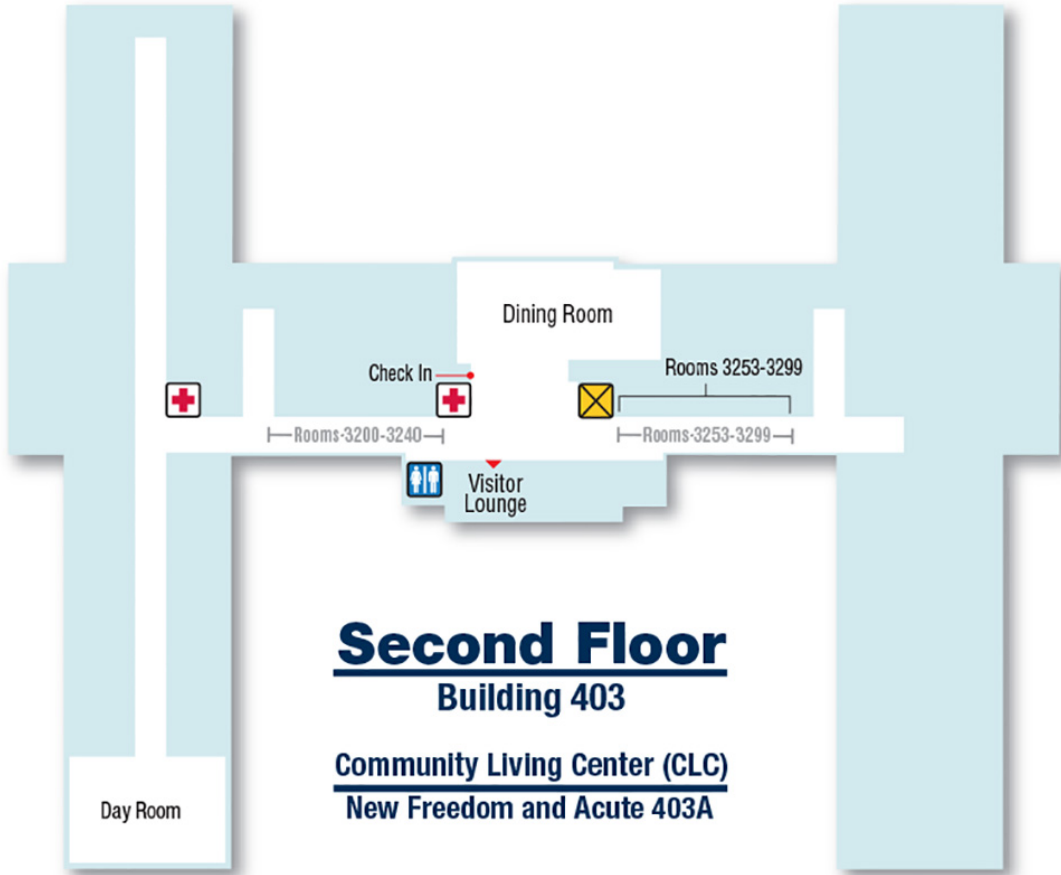 Dining Room
Check In
Rooms 3253-3299
Rooms-3200-3240
Rooms-3253-3299
Visitor
Lounge
Second Floor
Building 403
Community Living Center (CLC)
New Freedom and Acute 403A
Day Room